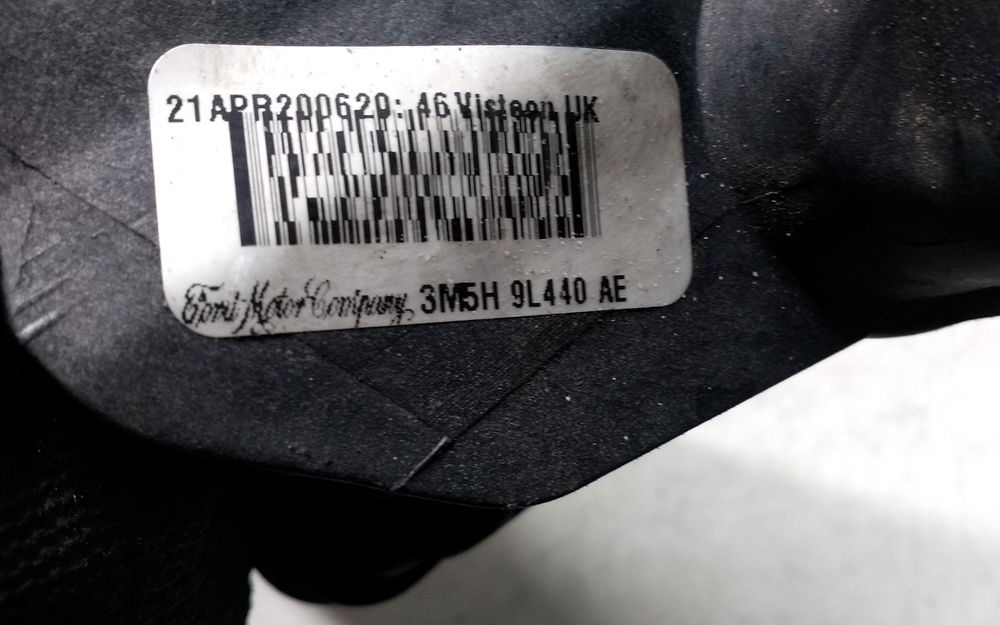 21APR200620:46 Visteon UK
Ford Motor Company 3M5H 9L440 AE